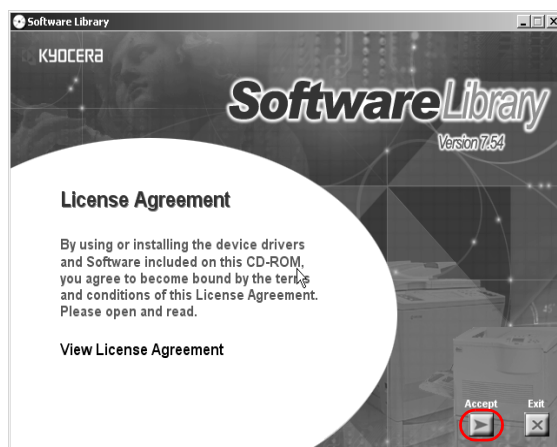 Software Library
KYOCERA
Software Library
Version 7.54
License Agreement
By using or installing the device drivers
and Software included on this CD-ROM,
you agree to become bound by the terms
and conditions of this License Agreement.
Please open and read.
View License Agreement
Accept Exit